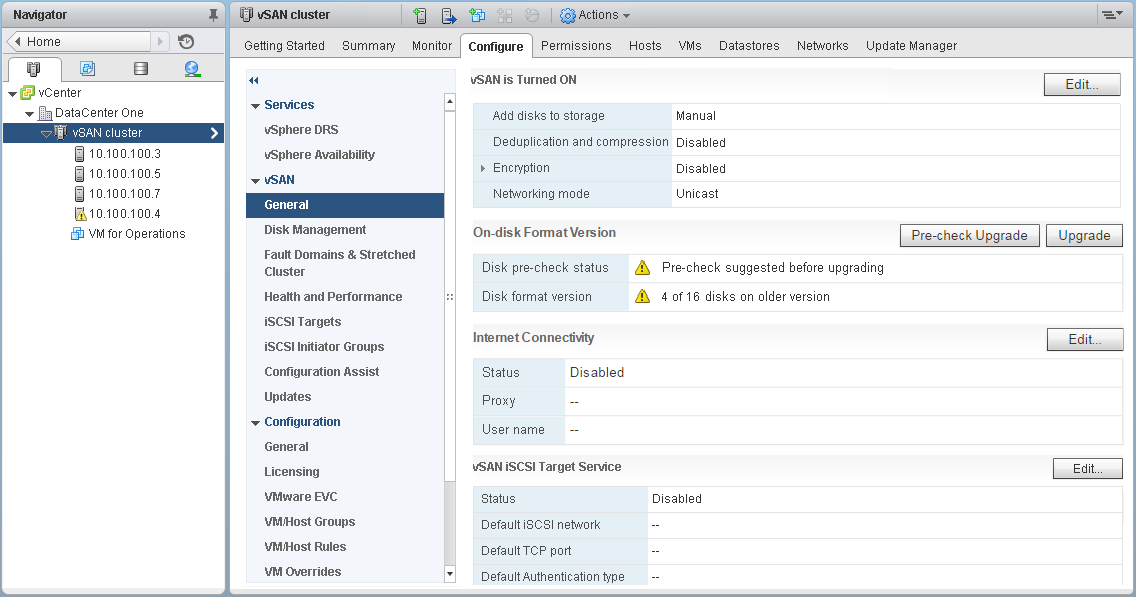 Navigator
Home
vCenter
DataCenter One
vSAN cluster
10.100.100.3
10.100.100.5
10.100.100.7
10.100.100.4
VM for Operations
vSAN cluster
Actions
Getting Started Summary Monitor Configure Permissions Hosts VMs Datastores Networks Update Manager
Services
vSphere DRS
vSphere Availability
vSAN
General
Disk Management
Fault Domains & Stretched
Cluster
Health and Performance
iSCSI Targets
iSCSI Initiator Groups
Configuration Assist
Updates
Configuration
General
Licensing
VMware EVC
VM/Host Groups
VM/Host Rules
VM Overrides
vSAN is Turned ON Edit...
Add disks to storage Manual
Deduplication and compression Disabled
Encryption Disabled
Networking mode Unicast
On-disk Format Version Pre-check Upgrade Upgrade
Disk pre-check status Pre-check suggested before upgrading
Disk format version 4 of 16 disks on older version
Internet Connectivity Edit...
Status Disabled
Proxy --
User name --
vSAN iSCSI Target Service Edit...
Status Disabled
Default iSCSI network --
Default TCP port --
Default Authentication type --